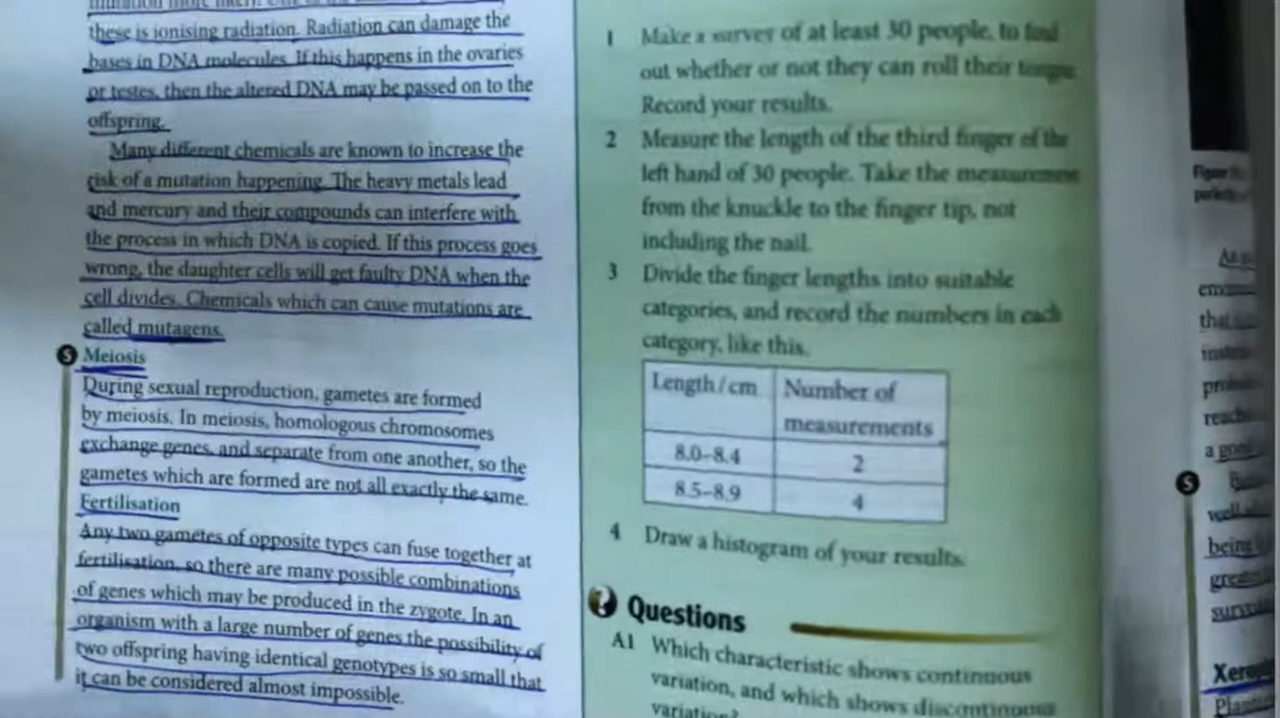 these is ionising radiation. Radiation can damage the
bases in DNA molecules. If this happens in the ovaries
or testes, then the altered DNA may be passed on to the
offspring.
Many different chemicals are known to increase the
risk of a mutation happening. The heavy metals lead
and mercury and their compounds can interfere with
the process in which DNA is copied. If this process goes
wrong, the daughter cells will get faulty DNA when the
cell divides. Chemicals which can cause mutations are
called mutagens.
S Meiosis
During sexual reproduction, gametes are formed
by meiosis. In meiosis, homologous chromosomes
exchange genes, and separate from one another, so the
gametes which are formed are not all exactly the same.
Fertilisation
Any two gametes of opposite types can fuse together at
fertilisation, so there are many possible combinations
of genes which may be produced in the zygote. In an
organism with a large number of genes the possibility of
two offspring having identical genotypes is so small that
it can be considered almost impossible.
1 Make a survey of at least 30 people, to find
out whether or not they can roll their tongue.
Record your results.
2 Measure the length of the third finger of the
left hand of 30 people. Take the measurement
from the knuckle to the finger tip, not
including the nail.
3 Divide the finger lengths into suitable
categories, and record the numbers in each
category, like this.
Length/cm Number of
measurements
8.0–8.4 2
8.5–8.9 4
4 Draw a histogram of your results.
? Questions
A1 Which characteristic shows continuous
variation, and which shows discontinuous
variation?
Figure
that
a good
S
well
being